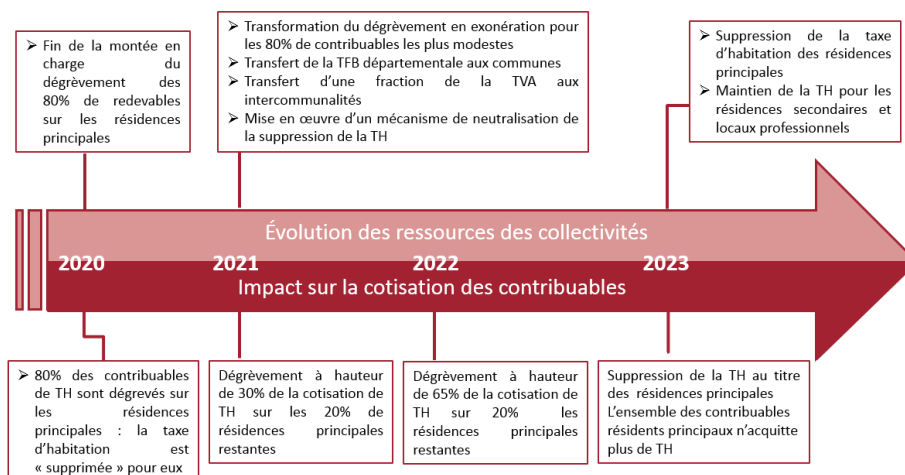 ➢ Fin de la montée en
charge du
dégrèvement des
80% de redevables
sur les résidences
principales
➢ Transformation du dégrèvement en exonération pour
les 80% de contribuables les plus modestes
➢ Transfert de la TFB départementale aux communes
➢ Transfert d'une fraction de la TVA aux
intercommunalités
➢ Mise en œuvre d'un mécanisme de neutralisation de
la suppression de la TH
➢ Suppression de la taxe
d'habitation des résidences
principales
➢ Maintien de la TH pour les
résidences secondaires et
locaux professionnels
Évolution des ressources des collectivités
2020 2021 2022 2023
Impact sur la cotisation des contribuables
➢ 80% des contribuables
de TH sont dégrevés sur
les résidences
principales : la taxe
d'habitation est
« supprimée » pour eux
Dégrèvement à hauteur
de 30% de la cotisation de
TH sur les 20% de
résidences principales
restantes
Dégrèvement à hauteur
de 65% de la cotisation de
TH sur 20% les
résidences principales
restantes
Suppression de la TH au titre
des résidences principales
L'ensemble des contribuables
résidents principaux n'acquitte
plus de TH